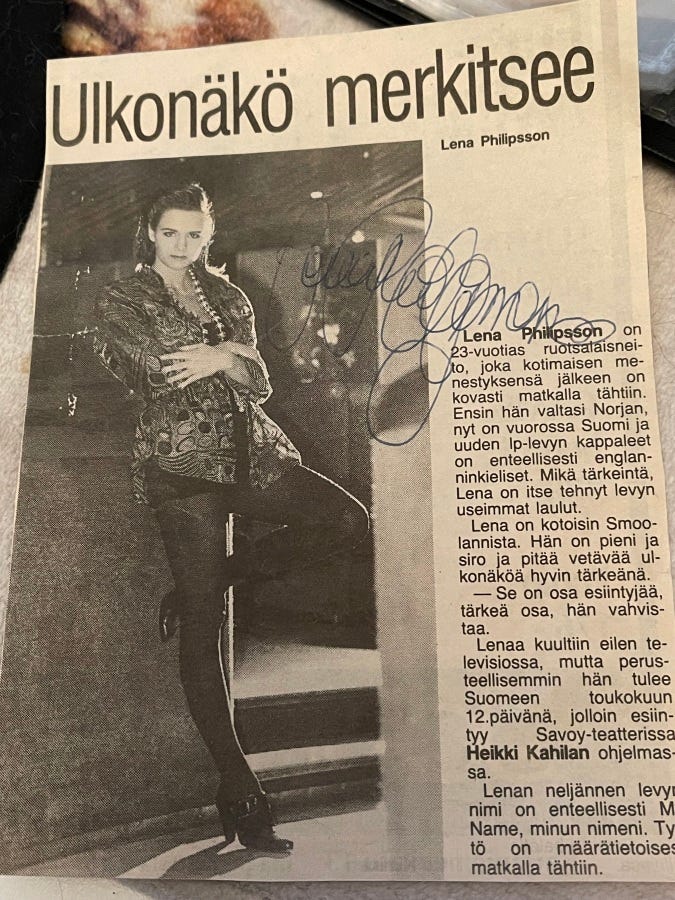 Ulkonäkö merkitsee
Lena Philipsson
Lena Philipsson on
23-vuotias ruotsalaisnei-
to, joka kotimaisen me-
nestyksensä jälkeen on
kovasti matkalla tähtiin.
Ensin hän valtasi Norjan,
nyt on vuorossa Suomi ja
uuden lp-levyn kappaleet
on enteellisesti englan-
ninkieliset. Mikä tärkeintä,
Lena on itse tehnyt levyn
useimmat laulut.
Lena on kotoisin Smoo-
lannista. Hän on pieni ja
siro ja pitää vetävää ul-
konäköä hyvin tärkeänä.
— Se on osa esiintyjää,
tärkeä osa, hän vahvis-
taa.
Lenaa kuultiin eilen te-
levisiossa, mutta perus-
teellisemmin hän tulee
Suomeen toukokuun
12.päivänä, jolloin esiin-
tyy Savoy-teatterissa
Heikki Kahilan ohjelmas-
sa.
Lenan neljännen levyn
nimi on enteellisesti M
Name, minun nimeni. Ty
tö on määrätietoises
matkalla tähtiin.